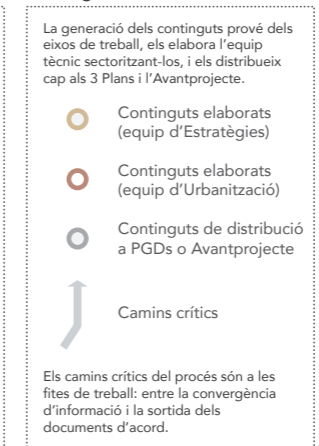 La generació dels continguts prové dels
eixos de treball, els elabora l'equip
tècnic sectoritzant-los, i els distribueix
cap als 3 Plans i l'Avantprojecte.
Continguts elaborats
(equip d'Estratègies)
Continguts elaborats
(equip d'Urbanització)
Continguts de distribució
a PGDs o Avantprojecte
Camins crítics
Els camins crítics del procés són a les
fites de treball: entre la convergència
d'informació i la sortida dels
documents d'acord.